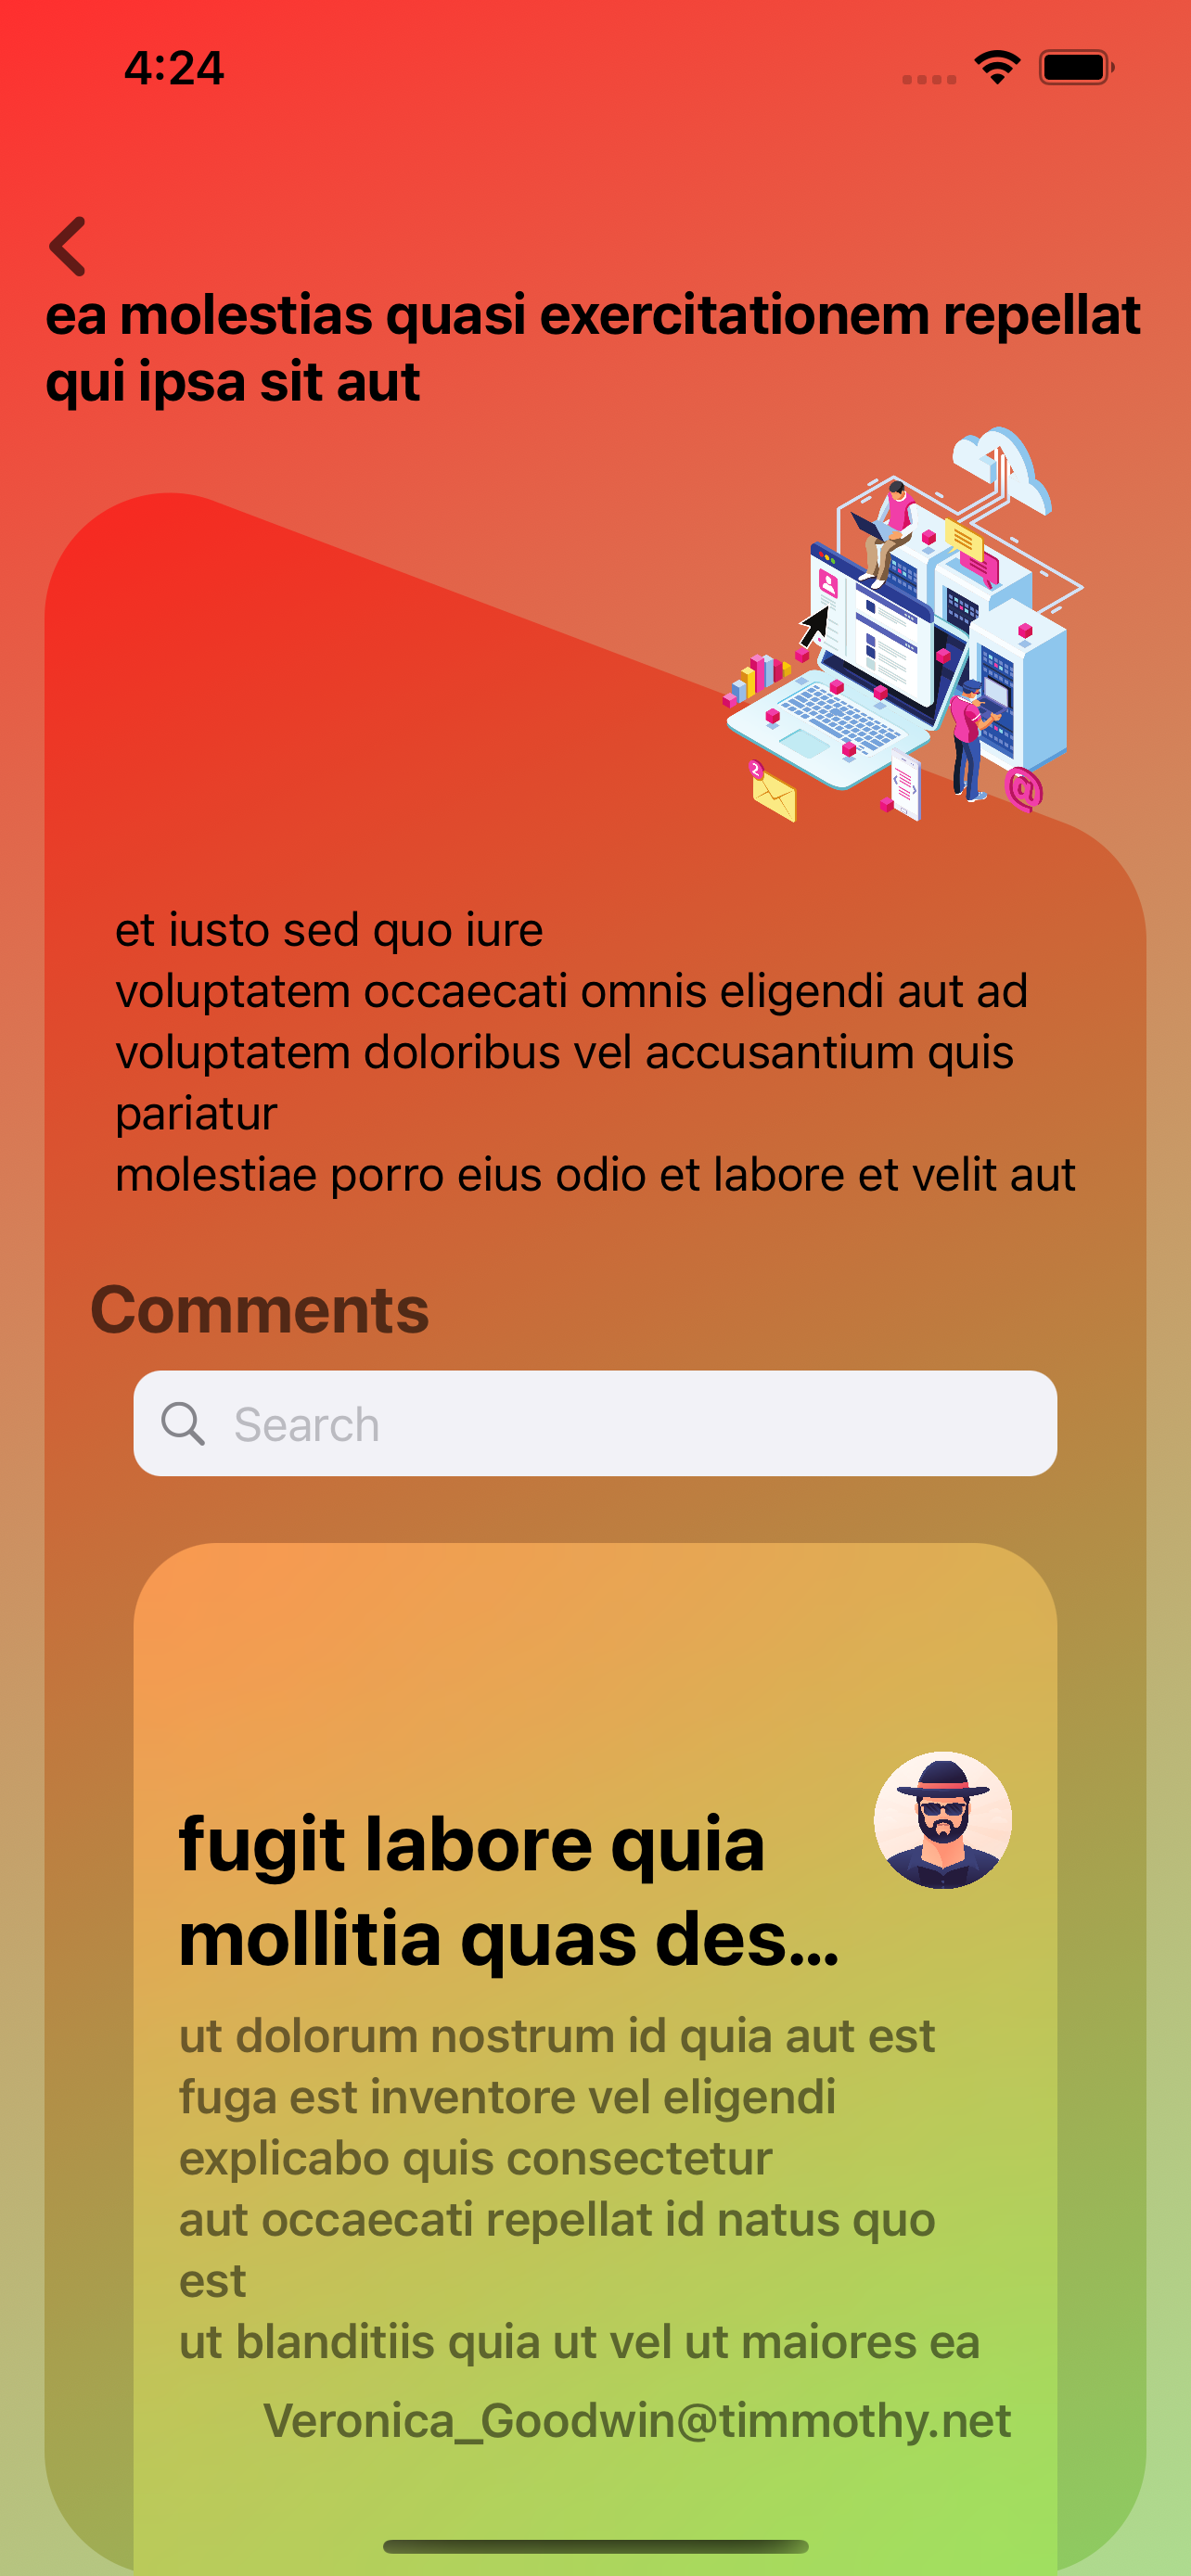 4:24
ea molestias quasi exercitationem repellat
qui ipsa sit aut
2
@
et iusto sed quo iure
voluptatem occaecati omnis eligendi aut ad
voluptatem doloribus vel accusantium quis
pariatur
molestiae porro eius odio et labore et velit aut
Comments
Search
fugit labore quia
mollitia quas des...
ut dolorum nostrum id quia aut est
fuga est inventore vel eligendi
explicabo quis consectetur
aut occaecati repellat id natus quo
est
ut blanditiis quia ut vel ut maiores ea
Veronica_Goodwin@timmothy.net